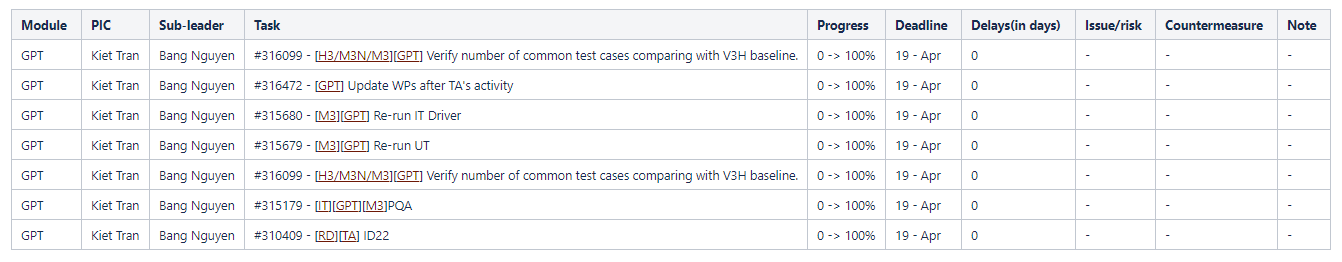 Module PIC Sub-leader Task Progress Deadline Delays(in days) Issue/risk Countermeasure Note
GPT Kiet Tran Bang Nguyen #316099 - [H3/M3N/M3][GPT] Verify number of common test cases comparing with V3H baseline. 0 -> 100% 19 - Apr 0 - - -
GPT Kiet Tran Bang Nguyen #316472 - [GPT] Update WPs after TA's activity 0 -> 100% 19 - Apr 0 - - -
GPT Kiet Tran Bang Nguyen #315680 - [M3][GPT] Re-run IT Driver 0 -> 100% 19 - Apr 0 - - -
GPT Kiet Tran Bang Nguyen #315679 - [M3][GPT] Re-run UT 0 -> 100% 19 - Apr 0 - - -
GPT Kiet Tran Bang Nguyen #316099 - [H3/M3N/M3][GPT] Verify number of common test cases comparing with V3H baseline. 0 -> 100% 19 - Apr 0 - - -
GPT Kiet Tran Bang Nguyen #315179 - [IT][GPT][M3]PQA 0 -> 100% 19 - Apr 0 - - -
GPT Kiet Tran Bang Nguyen #310409 - [RD][TA] ID22 0 -> 100% 19 - Apr 0 - - -